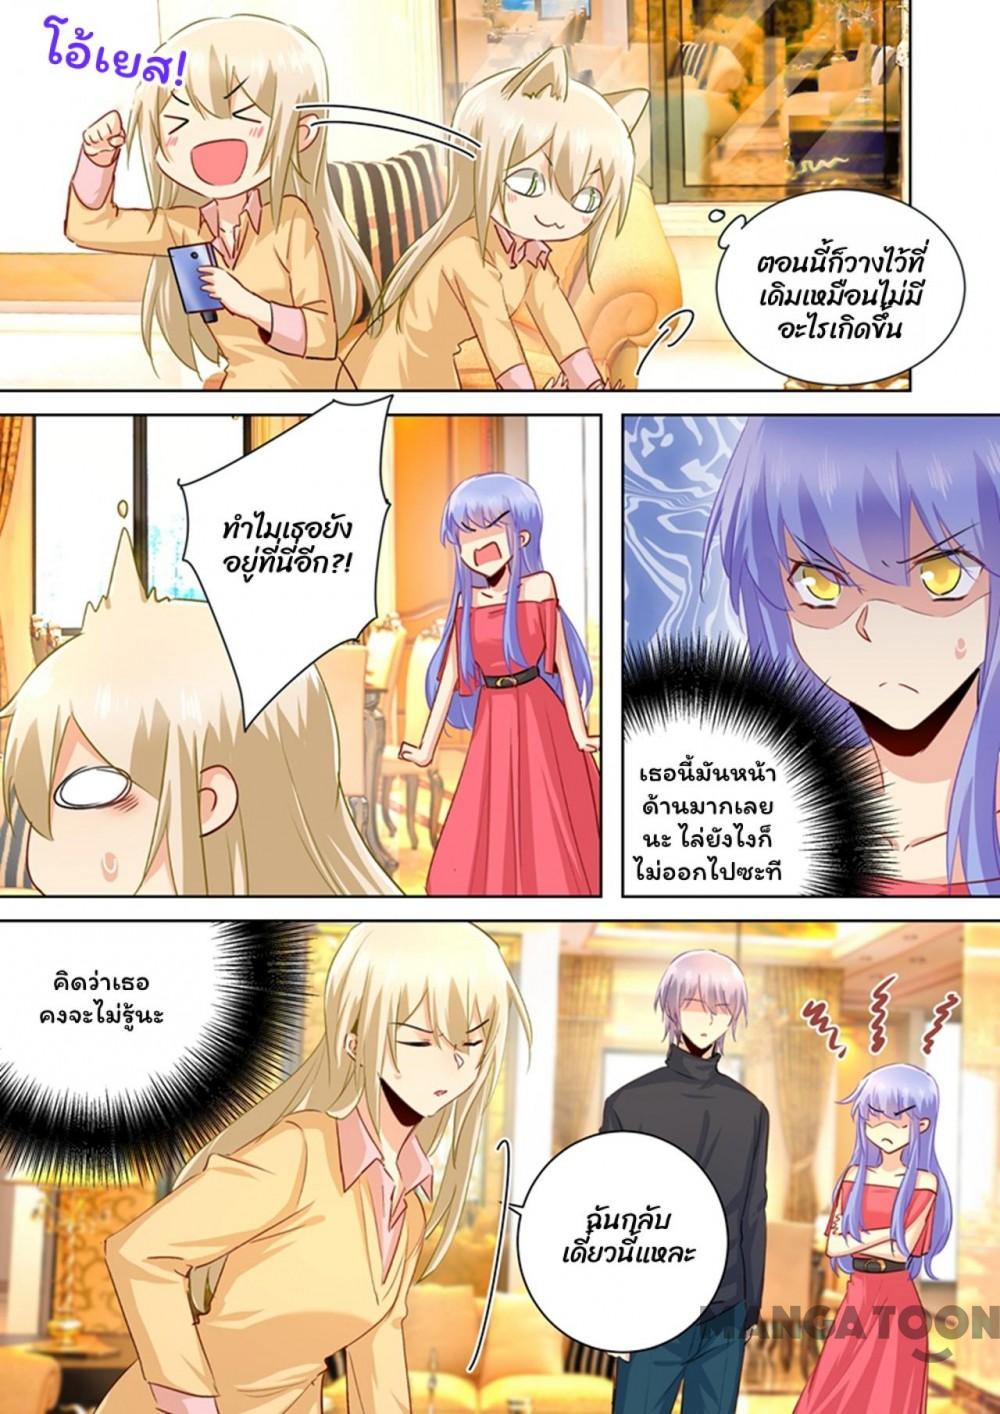 โอ้เยส!
ตอนนี้ก็วางไว้ที่
เดิมเหมือนไม่มี
อะไรเกิดขึ้น
ทำไมเธอยัง
อยู่ที่นี่อีก?!
เธอนี้มันหน้า
ด้านมากเลย
นะ ไล่ยังไงก็
ไม่ออกไปซะที
คิดว่าเธอ
คงจะไม่รู้นะ
ฉันกลับ
เดี๋ยวนี้แหละ
MANGATOON